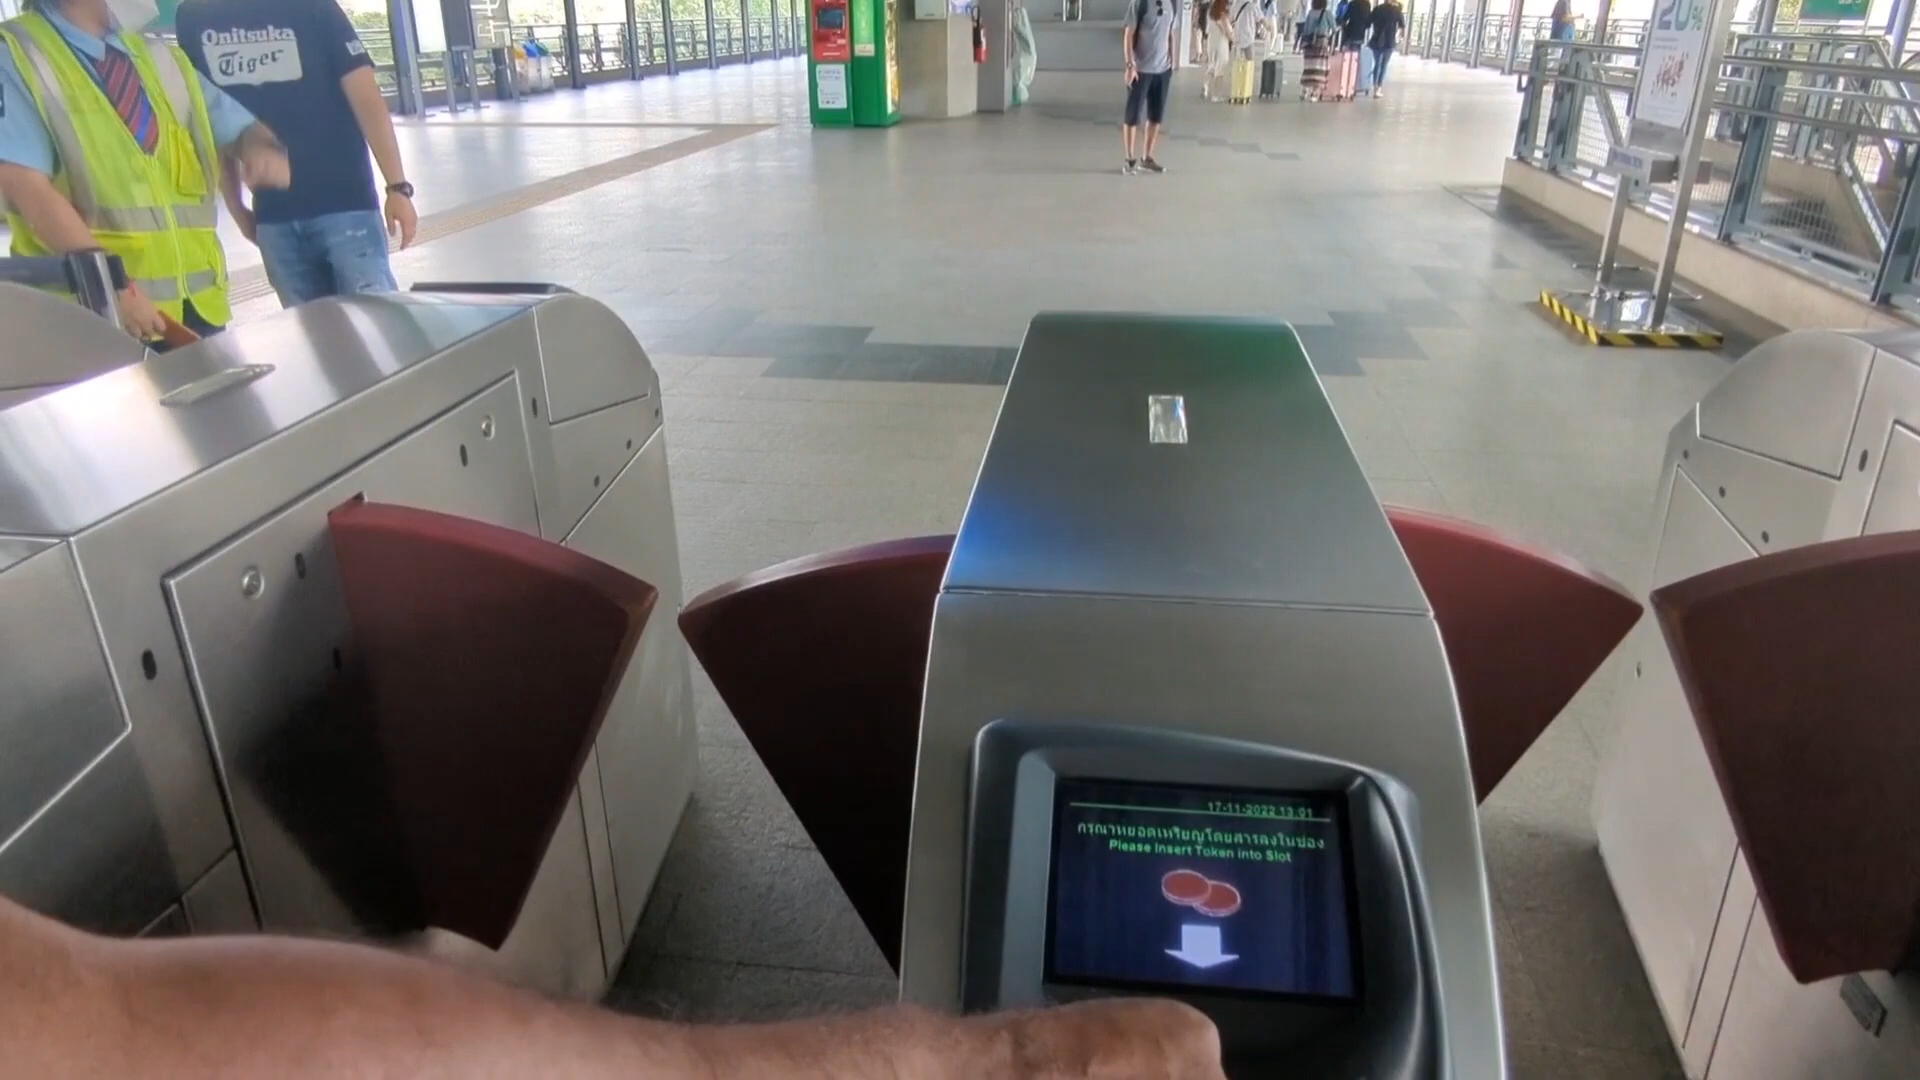 Onitsuka
Tiger
17-11-2022 13:01
กรุณาหยอดเหรียญโดยสารลงในช่อง
Please Insert Token into Slot